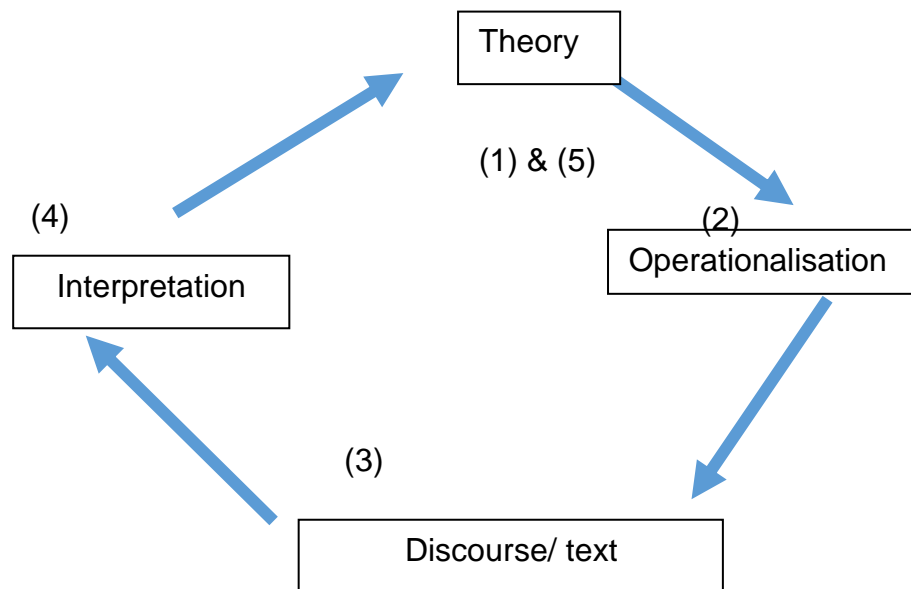 Theory
(1) & (5)
(4)
(2)
Operationalisation
Interpretation
(3)
Discourse/ text